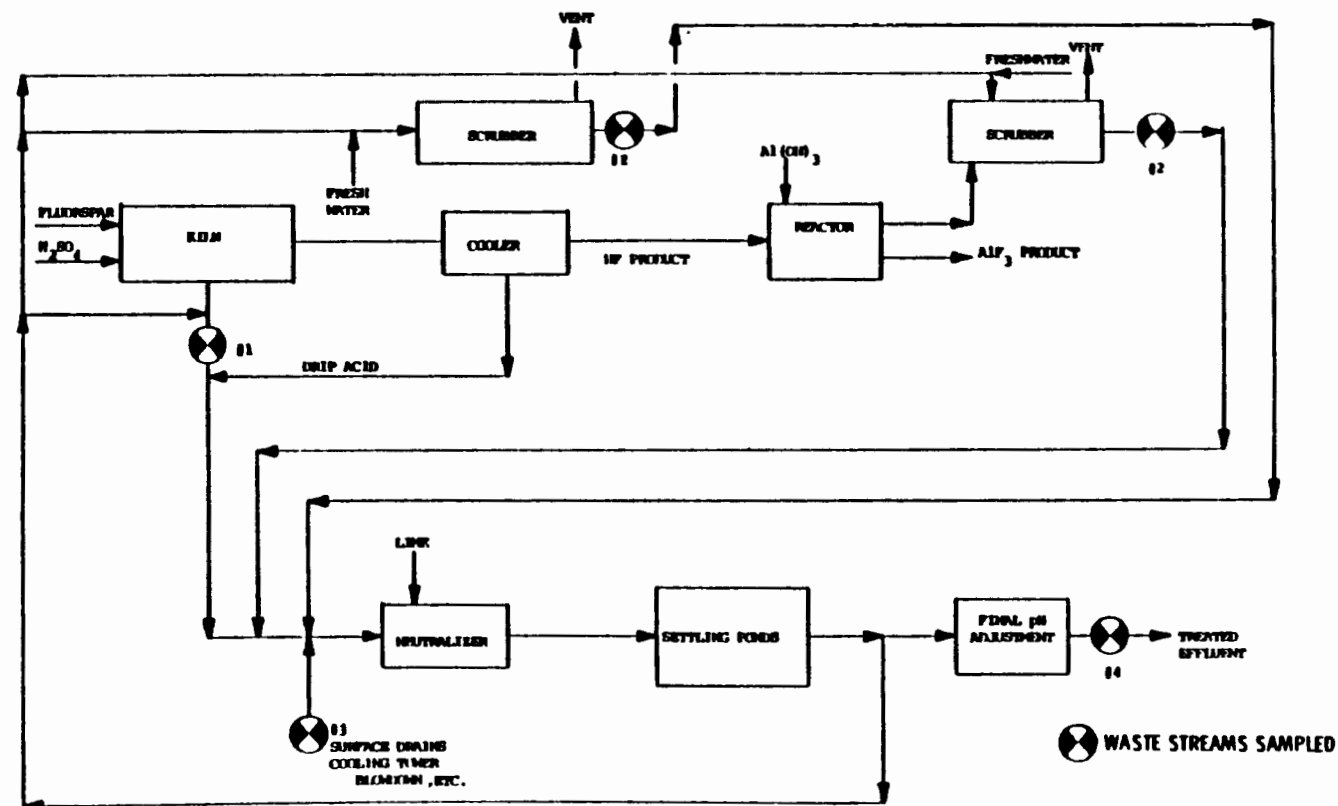 VENT
FRESHWATER
VENT
SCRUBBER
#2
SCRUBBER
#2
Al(OH)3
FRESH
WATER
FLUORSPAR
H2SO4
KILN
COOLER
HF PRODUCT
REACTOR
AlF3 PRODUCT
#1
DRIP ACID
LIME
NEUTRALIZER
SETTLING PONDS
FINAL pH
ADJUSTMENT
#4
TREATED
EFFLUENT
#3
SURFACE DRAINS
COOLING TOWER
BLOWDOWN, ETC.
WASTE STREAMS SAMPLED